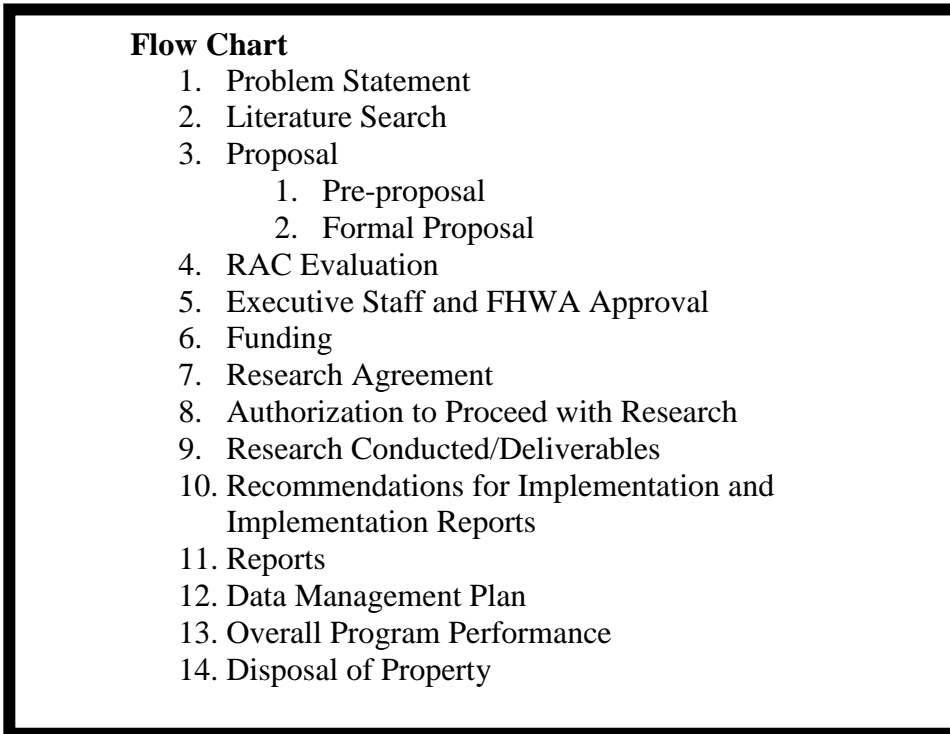 Flow Chart
1. Problem Statement
2. Literature Search
3. Proposal
1. Pre-proposal
2. Formal Proposal
4. RAC Evaluation
5. Executive Staff and FHWA Approval
6. Funding
7. Research Agreement
8. Authorization to Proceed with Research
9. Research Conducted/Deliverables
10. Recommendations for Implementation and
Implementation Reports
11. Reports
12. Data Management Plan
13. Overall Program Performance
14. Disposal of Property